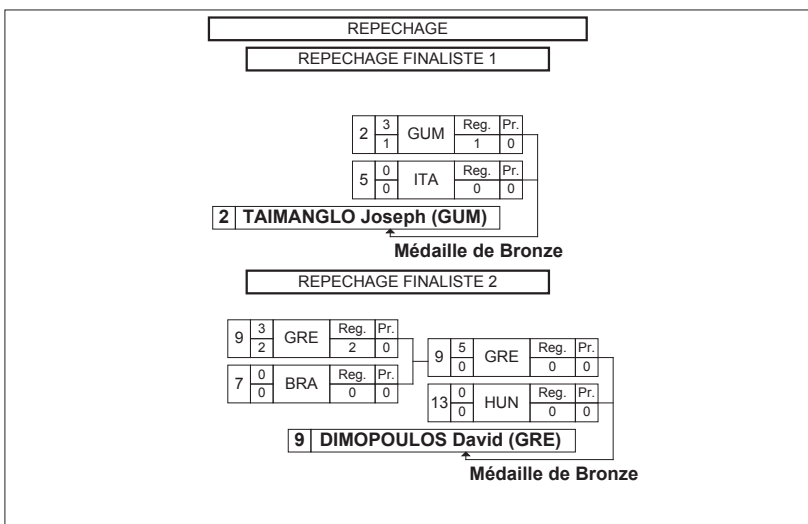 REPECHAGE
REPECHAGE FINALISTE 1
2 3 GUM Reg. Pr.
1 1 0
5 0 ITA Reg. Pr.
0 0 0
2 TAIMANGLO Joseph (GUM)
Médaille de Bronze
REPECHAGE FINALISTE 2
9 3 GRE Reg. Pr.
2 2 0
7 0 BRA Reg. Pr.
0 0 0
9 5 GRE Reg. Pr.
0 0 0
13 0 HUN Reg. Pr.
0 0 0
9 DIMOPOULOS David (GRE)
Médaille de Bronze